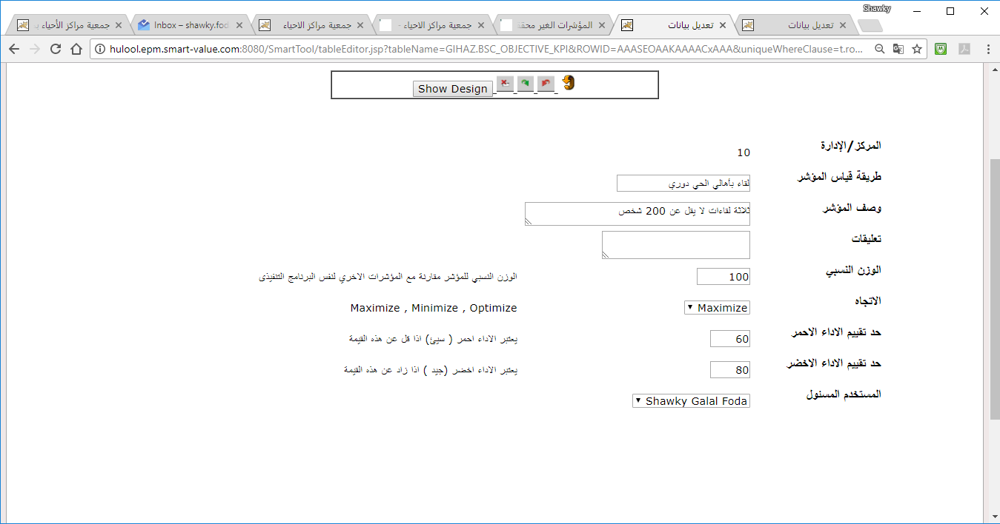 Shawky
جمعية مراكز الأحياء ب
Inbox – shawky.fod
جمعية مراكز الاحياء
جمعية مراكز الاحياء -
المؤشرات الغير محقق
تعديل بيانات
تعديل بيانات
hulool.epm.smart-value.com:8080/SmartTool/tableEditor.jsp?tableName=GIHAZ.BSC_OBJECTIVE_KPI&ROWID=AAASEOAAKAAAACxAAA&uniqueWhereClause=t.ro...
Show Design
المركز/الإدارة
10
طريقة قياس المؤشر
لقاء بأهالي الحي دوري
وصف المؤشر
ثلاثة لقاءات لا يقل عن 200 شخص
تعليقات
الوزن النسبي
100
الوزن النسبي للمؤشر مقارنة مع المؤشرات الاخري لنفس البرنامج التنفيذى
الاتجاه
Maximize
Maximize , Minimize , Optimize
حد تقييم الاداء الاحمر
60
يعتبر الاداء احمر ( سيئ) اذا قل عن هذه القيمة
حد تقييم الاداء الاخضر
80
يعتبر الاداء اخضر (جيد ) اذا زاد عن هذه القيمة
المستخدم المسئول
Shawky Galal Foda